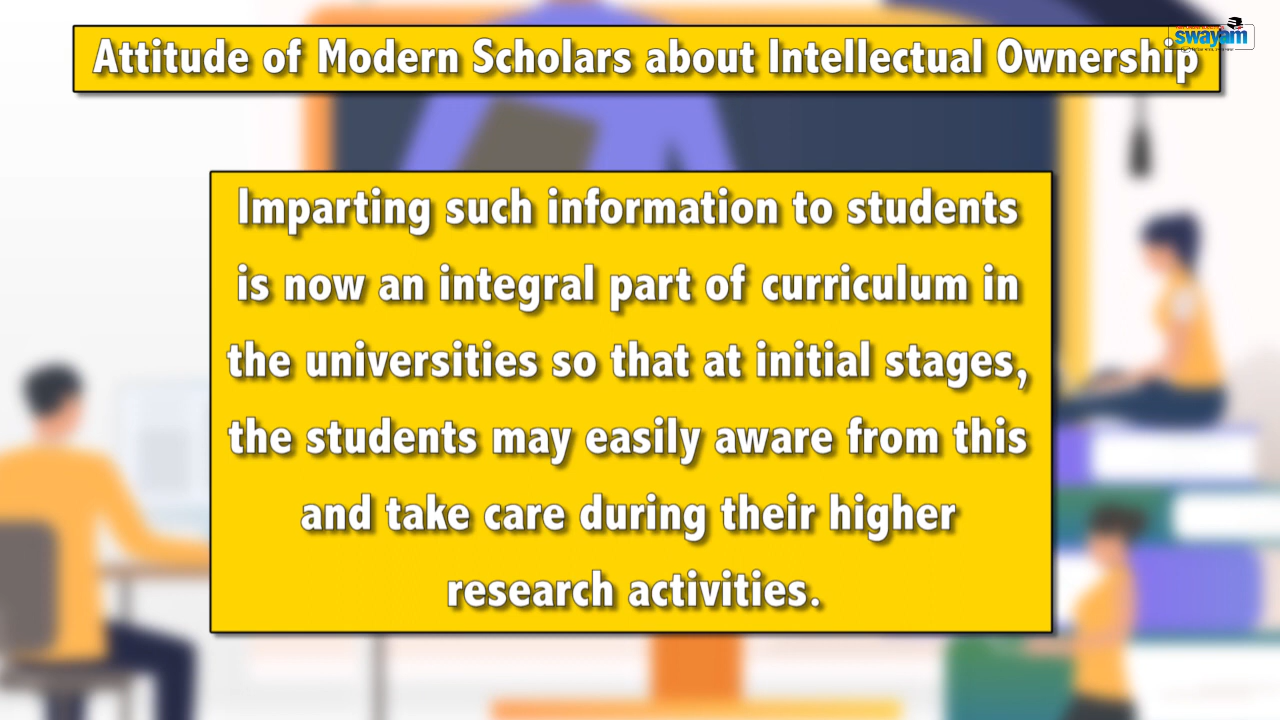 Attitude of Modern Scholars about Intellectual Ownership
swayam
Imparting such information to students
is now an integral part of curriculum in
the universities so that at initial stages,
the students may easily aware from this
and take care during their higher
research activities.